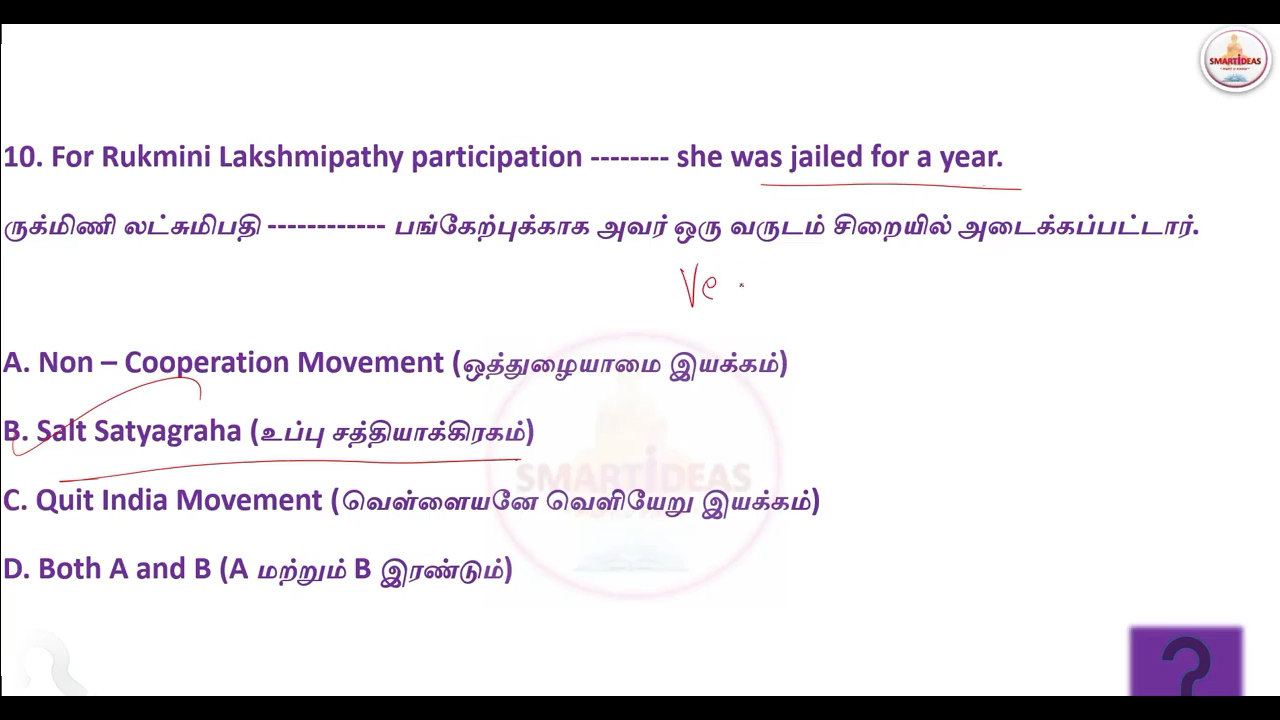 SMARTIDEAS
10. For Rukmini Lakshmipathy participation -------- she was jailed for a year.
ருக்மிணி லட்சுமிபதி ------------ பங்கேற்புக்காக அவர் ஒரு வருடம் சிறையில் அடைக்கப்பட்டார்.
Ve
A. Non – Cooperation Movement (ஒத்துழையாமை இயக்கம்)
B. Salt Satyagraha (உப்பு சத்தியாக்கிரகம்)
SMARTIDEAS
C. Quit India Movement (வெள்ளையனே வெளியேறு இயக்கம்)
D. Both A and B (A மற்றும் B இரண்டும்)
?